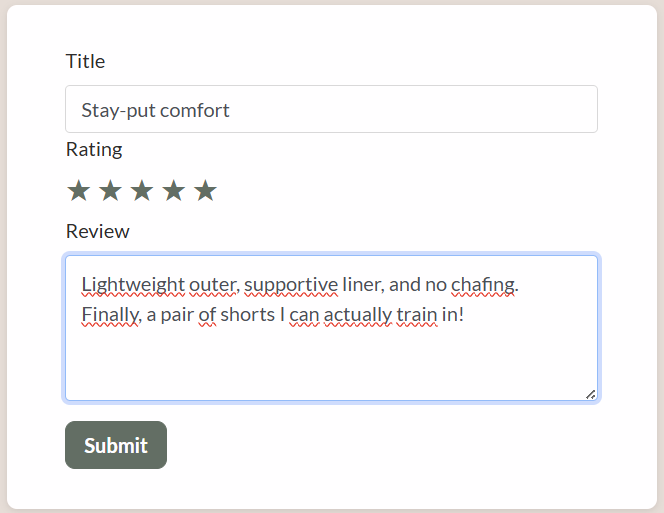 Title
Stay-put comfort
Rating
Review
Lightweight outer, supportive liner, and no chafing.
Finally, a pair of shorts I can actually train in!
Submit